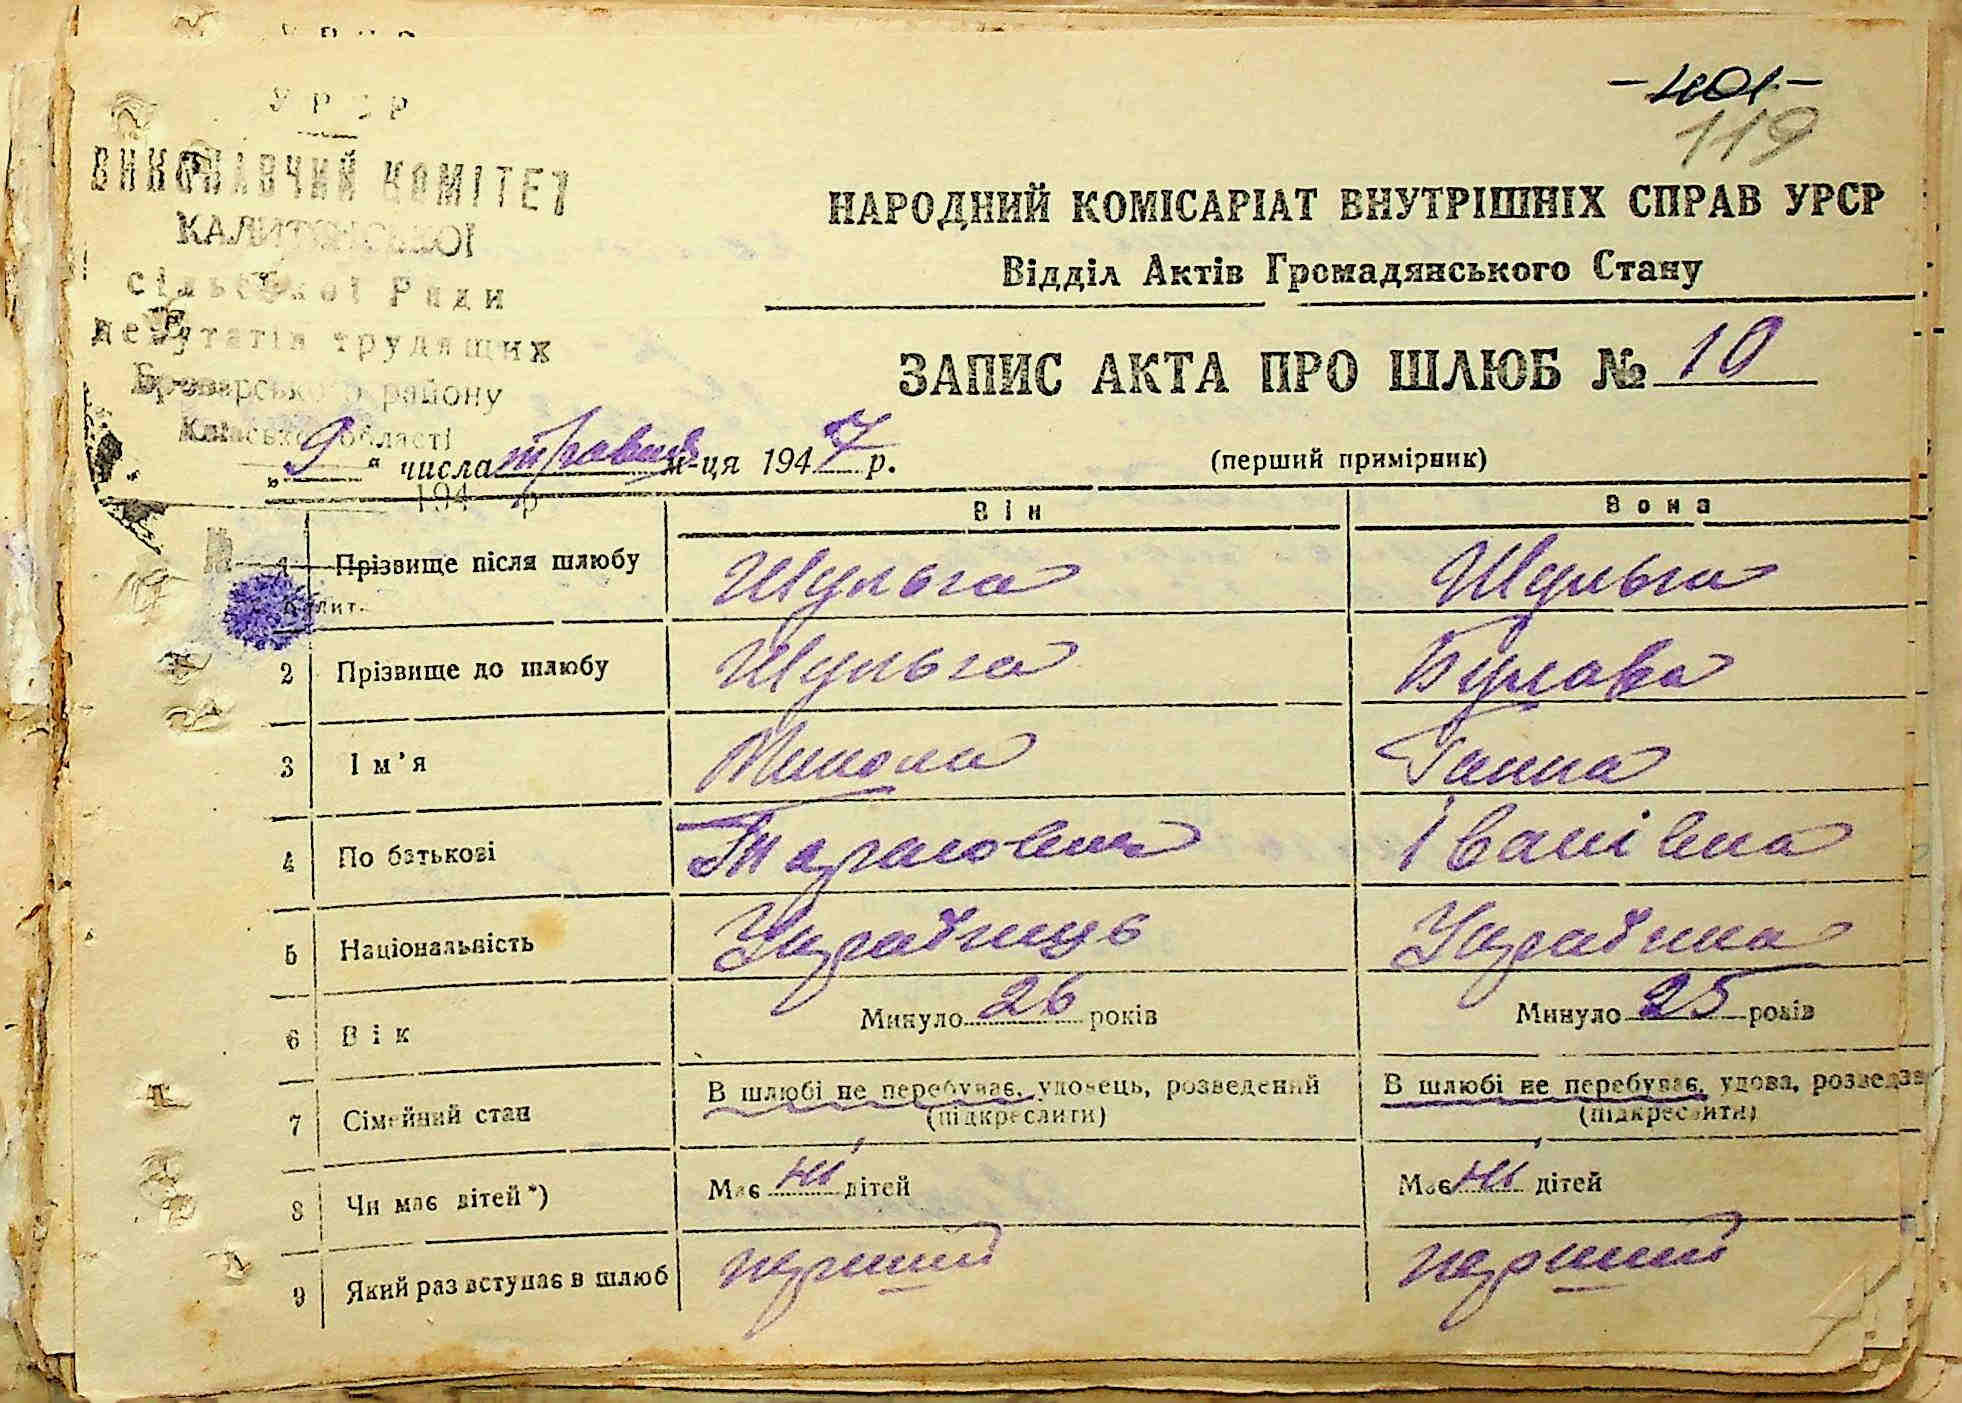 УРСР
ВИКОНАВЧИЙ КОМІТЕТ
КАЛИТЯНСЬКОЇ
сільської Ради
депутатів трудящих
Броварського району
Київської області
194 р
№
Калит.
-401-
119
НАРОДНИЙ КОМІСАРІАТ ВНУТРІШНІХ СПРАВ УРСР
Відділ Актів Громадянського Стану
ЗАПИС АКТА ПРО ШЛЮБ № 10
„9“ числа травня м-ця 1947 р.
(перший примірник)
Він Вона
1 Прізвище після шлюбу Шульга Шульга
2 Прізвище до шлюбу Шульга Булава
3 Ім’я Микола Ганна
4 По батькові Тарасович Іванівна
5 Національність Українець Українка
6 Вік Минуло 26 років Минуло 25 років
7 Сімейний стан В шлюбі не перебуває, удовець, розведений В шлюбі не перебуває, удова, розведена
(підкреслити) (підкреслити)
8 Чи має дітей*) Має ні дітей Має ні дітей
9 Який раз вступає в шлюб перший перший